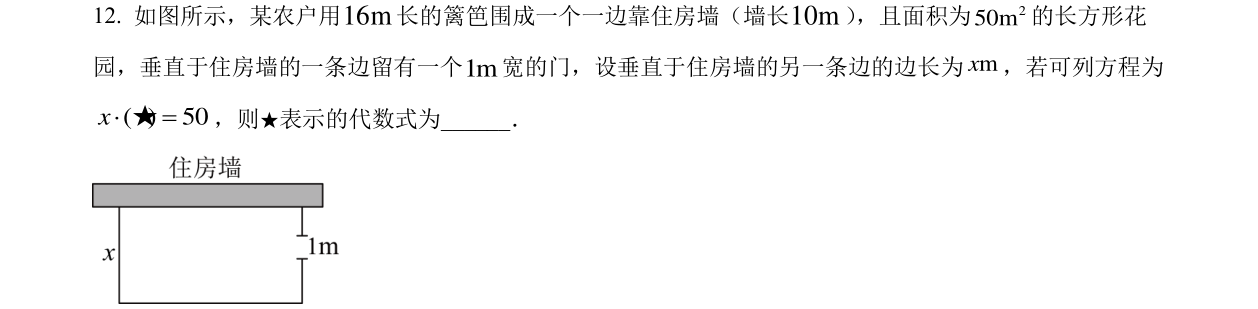 12. 如图所示，某农户用16m长的篱笆围成一个一边靠住房墙（墙长10m），且面积为50m²的长方形花
园，垂直于住房墙的一条边留有一个1m宽的门，设垂直于住房墙的另一条边的边长为xm，若可列方程为
x·(★)=50，则★表示的代数式为______．
住房墙
x
1m